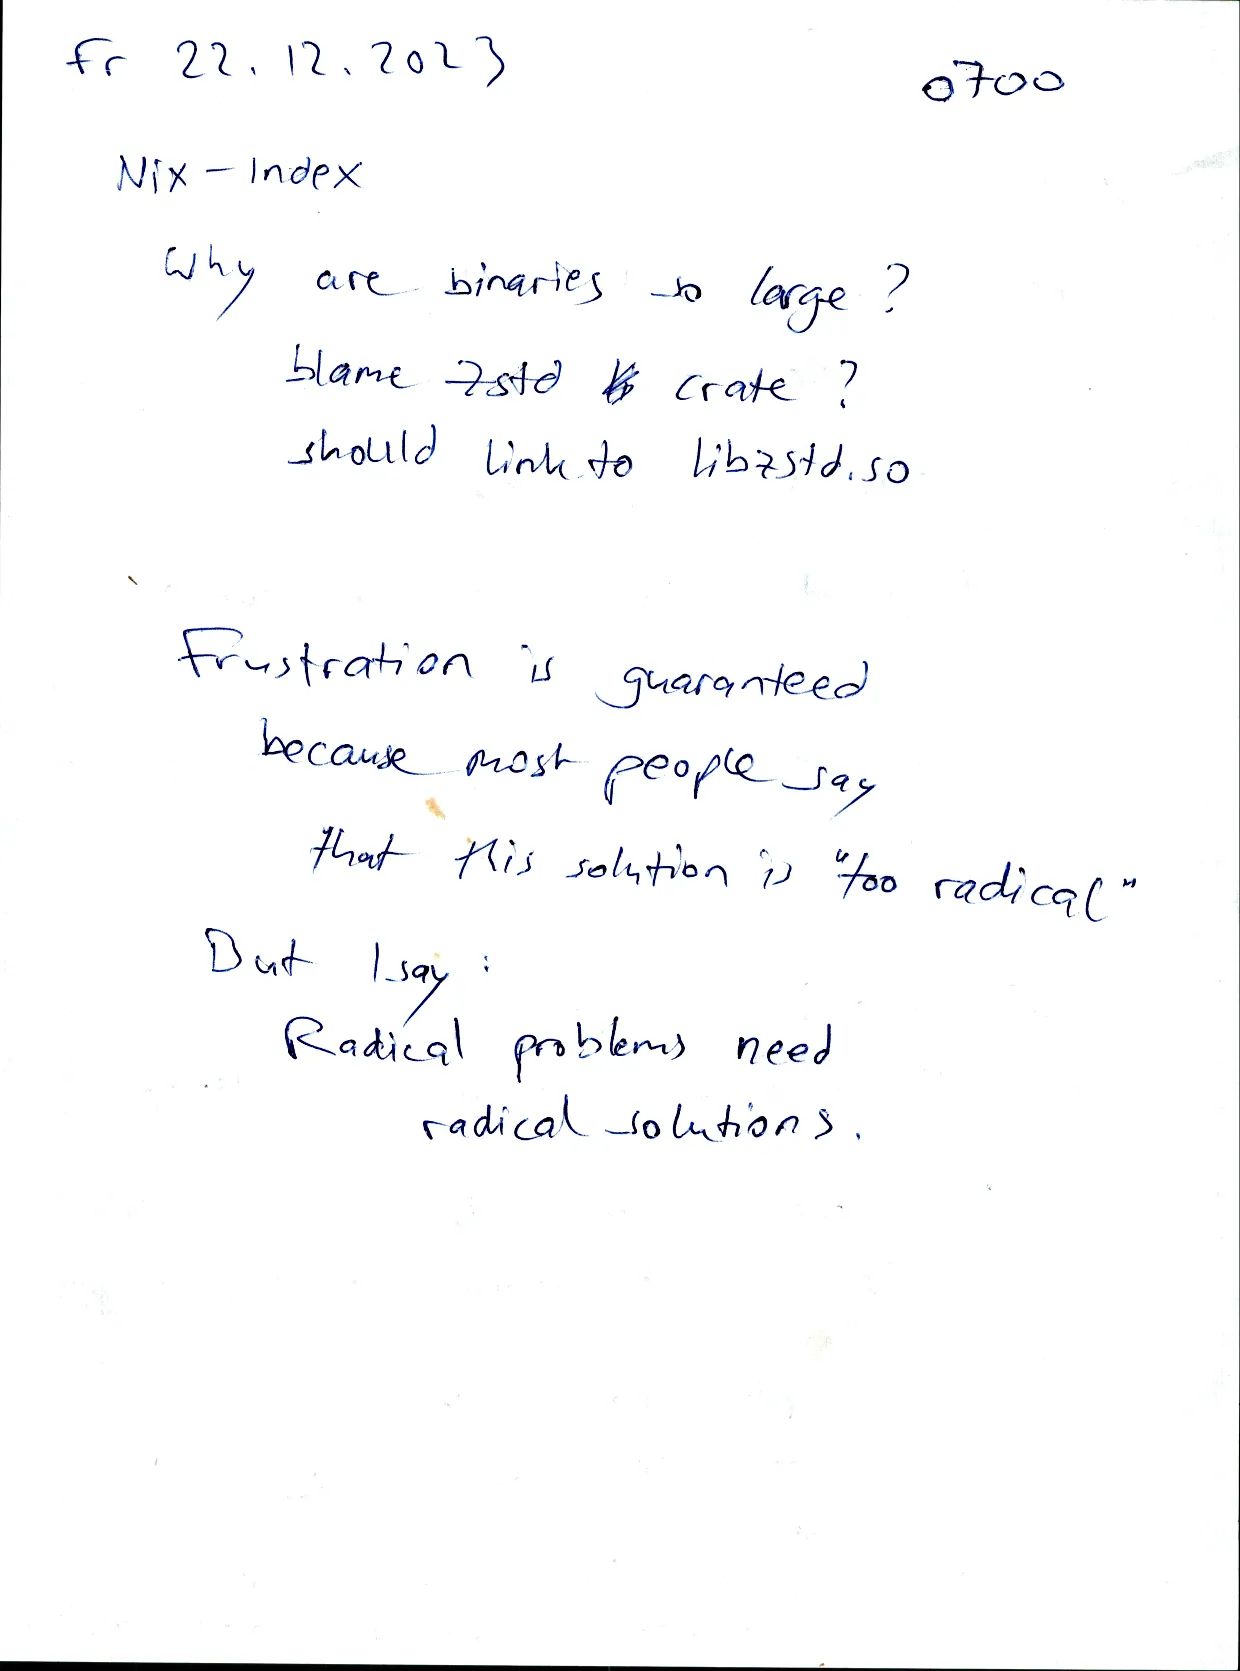 Fr 22.12.2023
0700
Nix-Index
Why are binaries so large?
blame zstd crate?
should link to libzstd.so
Frustration is guaranteed
because most people say
that this solution is "too radical"
But I say:
Radical problems need
radical solutions.